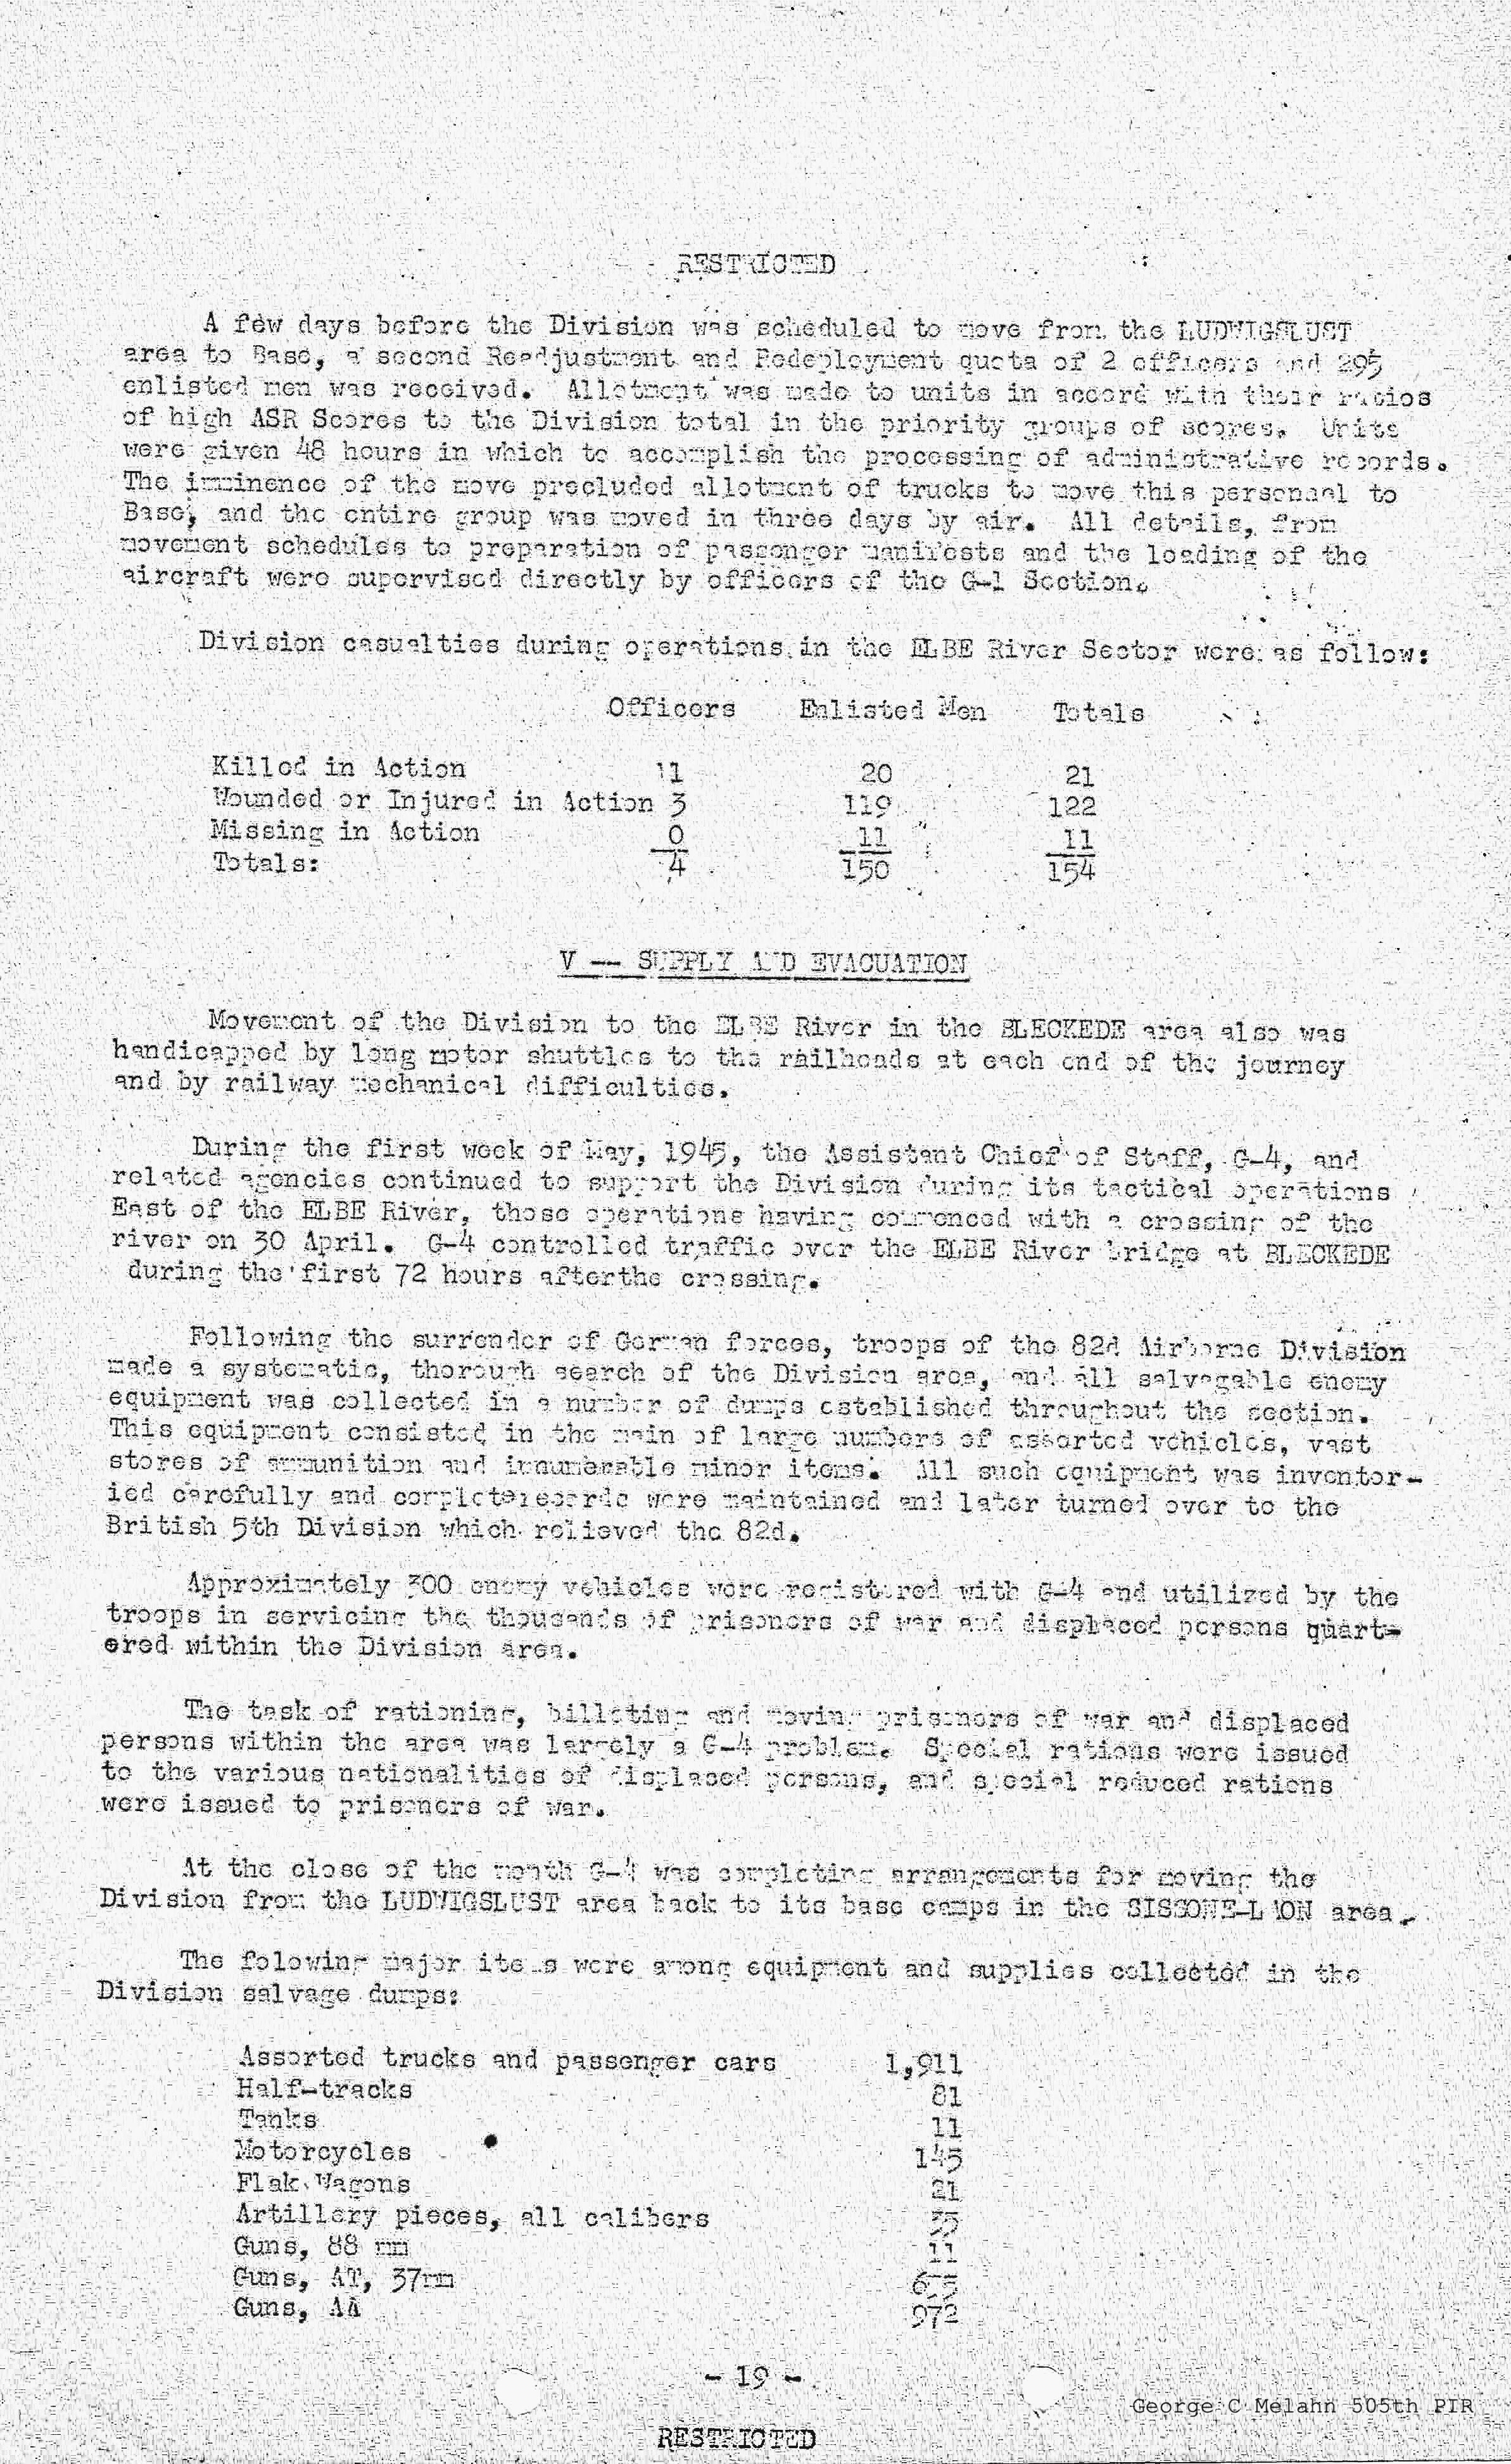 RESTRICTED
A few days before the Division was scheduled to move from the LUDWIGSLUST
area to Base, a second Readjustment and Redeployment quota of 2 officers and 295
enlisted men was received. Allotment was made to units in accord with their ratios
of high ASR Scores to the Division total in the priority groups of scores. Units
were given 48 hours in which to accomplish the processing of administrative records.
The imminence of the move precluded allotment of trucks to move this personnel to
Base, and the entire group was moved in three days by air. All details, from
movement schedules to preparation of passenger manifests and the loading of the
aircraft were supervised directly by officers of the G-1 Section.
Division casualties during operations in the ELBE River Sector were as follow:
Officers Enlisted Men Totals
Killed in Action 1 20 21
Wounded or Injured in Action 3 119 122
Missing in Action 0 11 11
Totals: 4 150 154
V -- SUPPLY AND EVACUATION
Movement of the Division to the ELBE River in the BLECKEDE area also was
handicapped by long motor shuttles to the railheads at each end of the journey
and by railway mechanical difficulties.
During the first week of May, 1945, the Assistant Chief of Staff, G-4, and
related agencies continued to support the Division during its tactical operations
East of the ELBE River, those operations having commenced with a crossing of the
river on 30 April. G-4 controlled traffic over the ELBE River bridge at BLECKEDE
during the first 72 hours afterthe crossing.
Following the surrender of German forces, troops of the 82d Airborne Division
made a systematic, thorough search of the Division area, and all salvagable enemy
equipment was collected in a number of dumps established throughout the section.
This equipment consisted in the main of large numbers of assorted vehicles, vast
stores of ammunition and innumerable minor items. All such equipment was inventor-
ied carefully and completerecords were maintained and later turned over to the
British 5th Division which relieved the 82d.
Approximately 300 enemy vehicles were registered with G-4 and utilized by the
troops in servicing the thousands of prisoners of war and displaced persons quart-
ered within the Division area.
The task of rationing, billeting and moving prisoners of war and displaced
persons within the area was largely a G-4 problem. Special rations were issued
to the various nationalities of displaced persons, and special reduced rations
were issued to prisoners of war.
At the close of the month G-4 was completing arrangements for moving the
Division from the LUDWIGSLUST area back to its base camps in the SISSONE-LAON area.
The folowing major items were among equipment and supplies collected in the
Division salvage dumps:
Assorted trucks and passenger cars 1,911
Half-tracks 81
Tanks 11
Motorcycles 145
Flak Wagons 21
Artillery pieces, all calibers 35
Guns, 88 mm 11
Guns, AT, 37mm
Guns, AA 972
- 19 -
George C Melahn 505th PIR
RESTRICTED